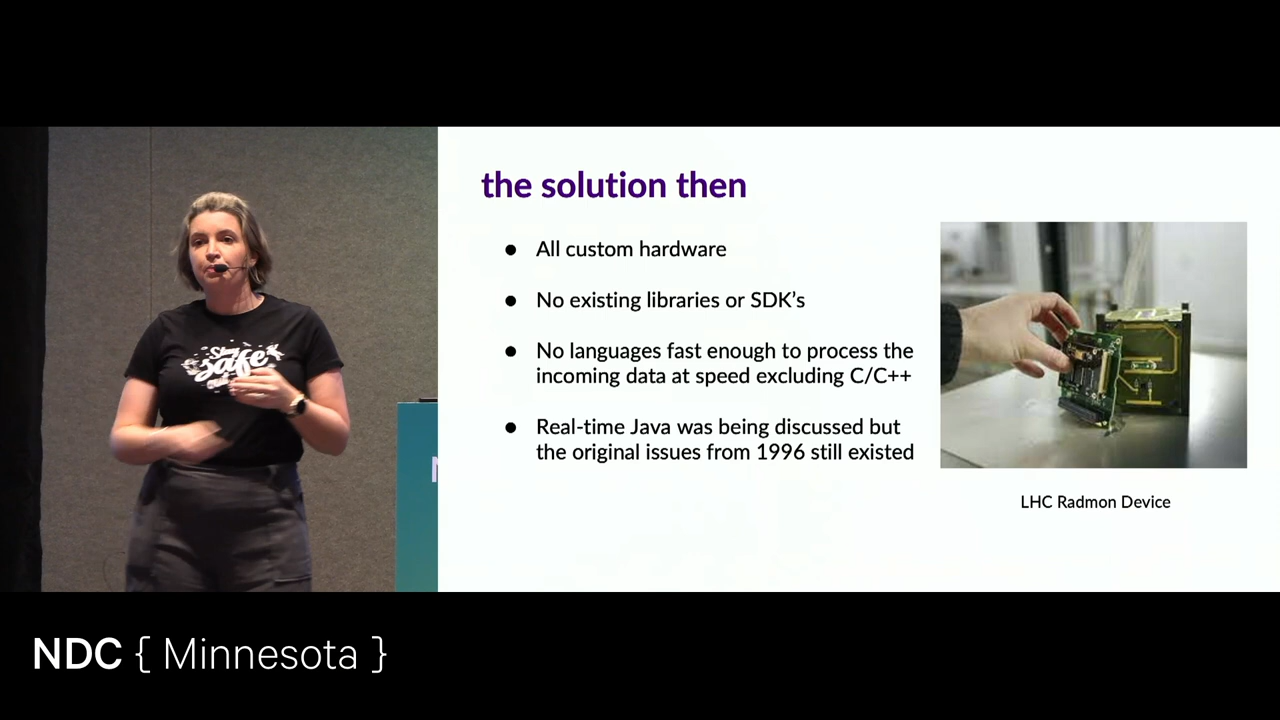 the solution then
● All custom hardware
● No existing libraries or SDK's
● No languages fast enough to process the
incoming data at speed excluding C/C++
● Real-time Java was being discussed but
the original issues from 1996 still existed
LHC Radmon Device
safe
NDC { Minnesota }